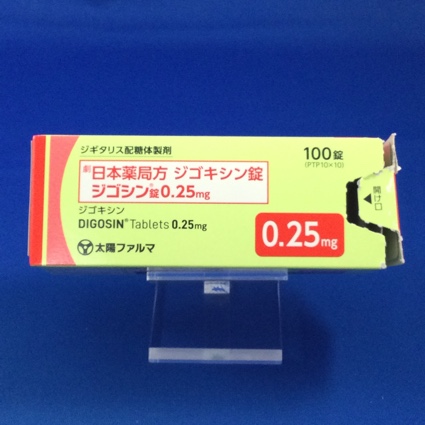 ジギタリス配糖体製剤
100錠
(PTP10×10)
劇 日本薬局方 ジゴキシン錠
ジゴシン®錠0.25mg
ジゴキシン
DIGOSIN® Tablets 0.25mg
太陽ファルマ
0.25mg
開け口